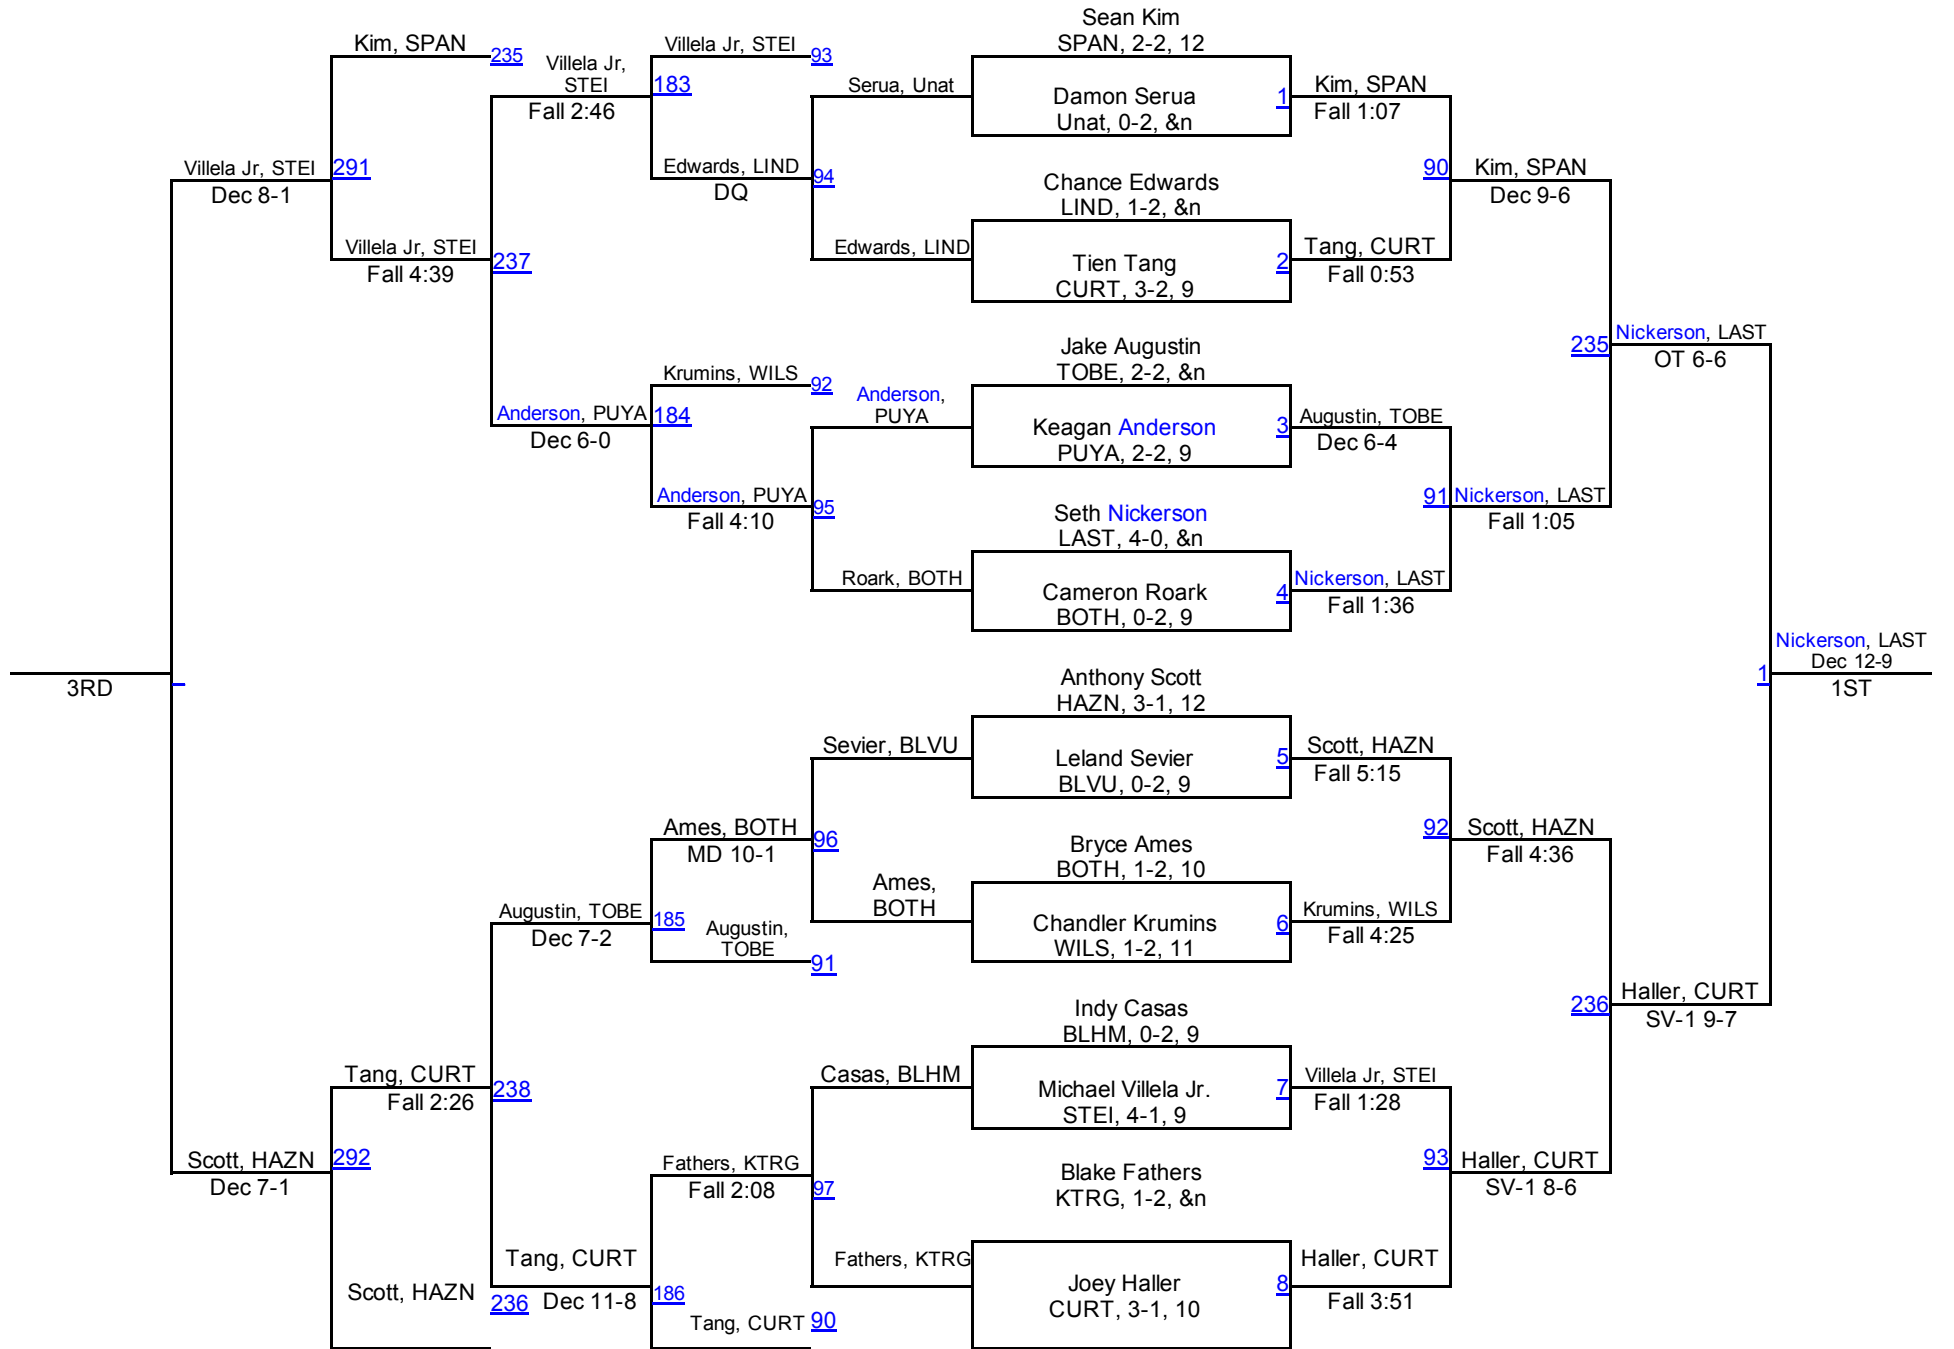 Sean Kim
Kim, SPAN
235
Villela Jr, STEI
93
SPAN, 2-2, 12
Villela Jr,
STEI
183
Serua, Unat
Damon Serua
1
Kim, SPAN
Fall 2:46
Unat, 0-2, &n
Fall 1:07
Villela Jr, STEI
291
Edwards, LIND
94
Chance Edwards
90
Kim, SPAN
Dec 8-1
DQ
LIND, 1-2, &n
Dec 9-6
Villela Jr, STEI
237
Edwards, LIND
Tien Tang
2
Tang, CURT
Fall 4:39
CURT, 3-2, 9
Fall 0:53
Jake Augustin
235
Nickerson, LAST
TOBE, 2-2, &n
OT 6-6
Krumins, WILS
92
Anderson,
PUYA
Anderson, PUYA
184
Keagan Anderson
3
Augustin, TOBE
Dec 6-0
PUYA, 2-2, 9
Dec 6-4
Anderson, PUYA
95
Seth Nickerson
91
Nickerson, LAST
Fall 4:10
LAST, 4-0, &n
Fall 1:05
Roark, BOTH
Cameron Roark
4
Nickerson, LAST
BOTH, 0-2, 9
Fall 1:36
Nickerson, LAST
Dec 12-9
3RD
Anthony Scott
1
1ST
HAZN, 3-1, 12
Sevier, BLVU
Leland Sevier
5
Scott, HAZN
BLVU, 0-2, 9
Fall 5:15
Ames, BOTH
96
Bryce Ames
92
Scott, HAZN
MD 10-1
BOTH, 1-2, 10
Fall 4:36
Ames,
BOTH
Augustin, TOBE
185
Chandler Krumins
6
Krumins, WILS
Dec 7-2
Augustin,
TOBE
WILS, 1-2, 11
Fall 4:25
91
Indy Casas
236
Haller, CURT
BLHM, 0-2, 9
SV-1 9-7
Tang, CURT
238
Casas, BLHM
Michael Villela Jr.
7
Villela Jr, STEI
Fall 2:26
STEI, 4-1, 9
Fall 1:28
Scott, HAZN
292
Fathers, KTRG
97
Blake Fathers
93
Haller, CURT
Dec 7-1
Fall 2:08
KTRG, 1-2, &n
SV-1 8-6
Tang, CURT
Fathers, KTRG
Joey Haller
8
Haller, CURT
Scott, HAZN
236
Dec 11-8
186
CURT, 3-1, 10
Fall 3:51
Tang, CURT
90